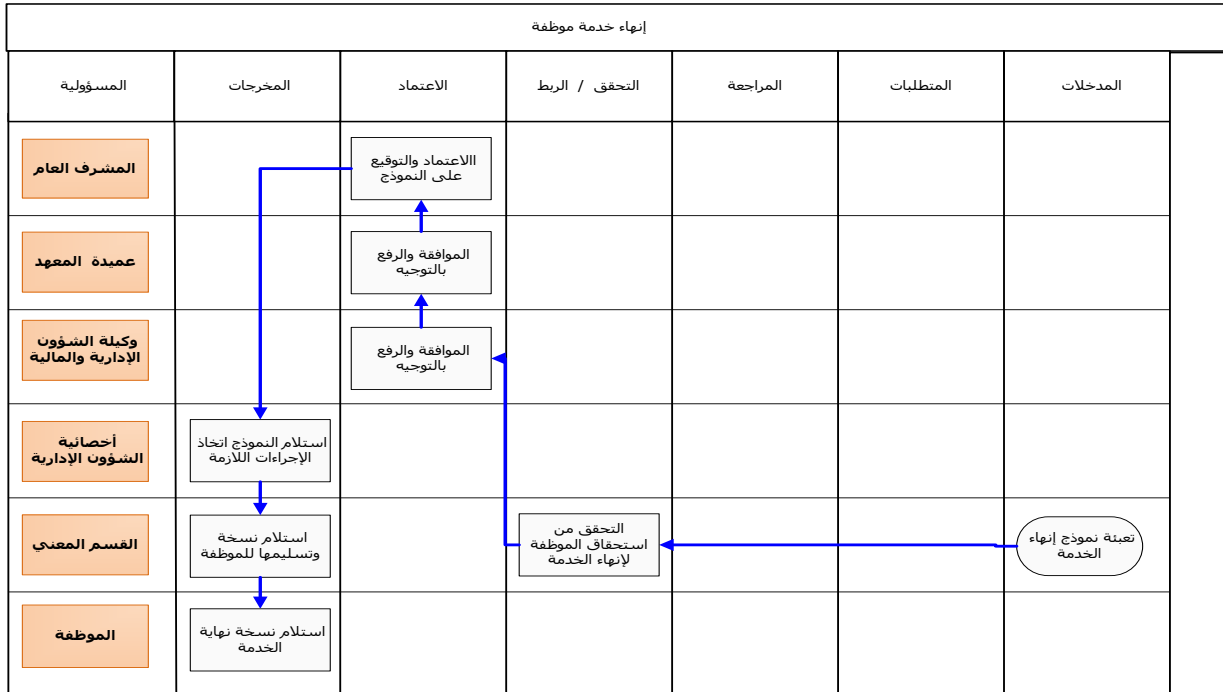 إنهاء خدمة موظفة
المدخلات
المتطلبات
المراجعة
التحقق / الربط
الاعتماد
المخرجات
المسؤولية
االاعتماد والتوقيع
على النموذج
المشرف العام
الموافقة والرفع
بالتوجيه
عميدة المعهد
الموافقة والرفع
بالتوجيه
وكيلة الشؤون
الإدارية والمالية
استلام النموذج اتخاذ
الإجراءات اللازمة
أخصائية
الشؤون الإدارية
تعبئة نموذج إنهاء
الخدمة
التحقق من
استحقاق الموظفة
لإنهاء الخدمة
استلام نسخة
وتسليمها للموظفة
القسم المعني
استلام نسخة نهاية
الخدمة
الموظفة